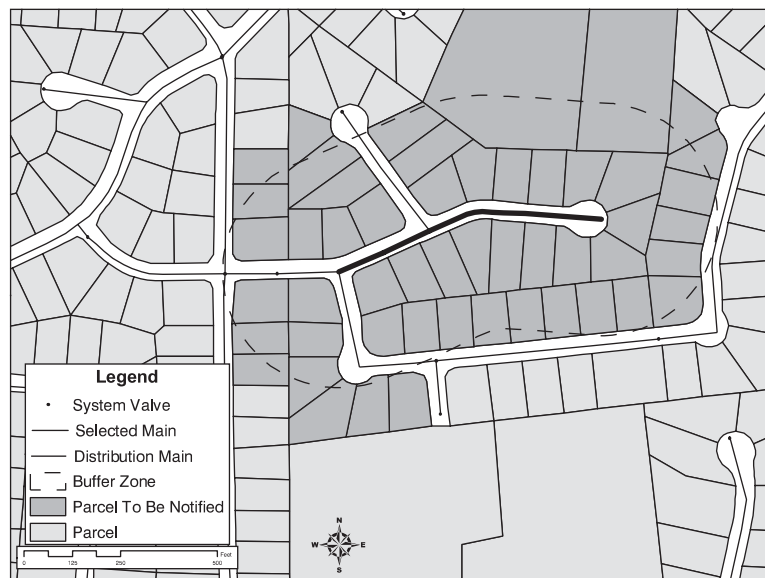 Legend
System Valve
Selected Main
Distribution Main
Buffer Zone
Parcel To Be Notified
Parcel
Feet
0 125 250 500
N
W E
S